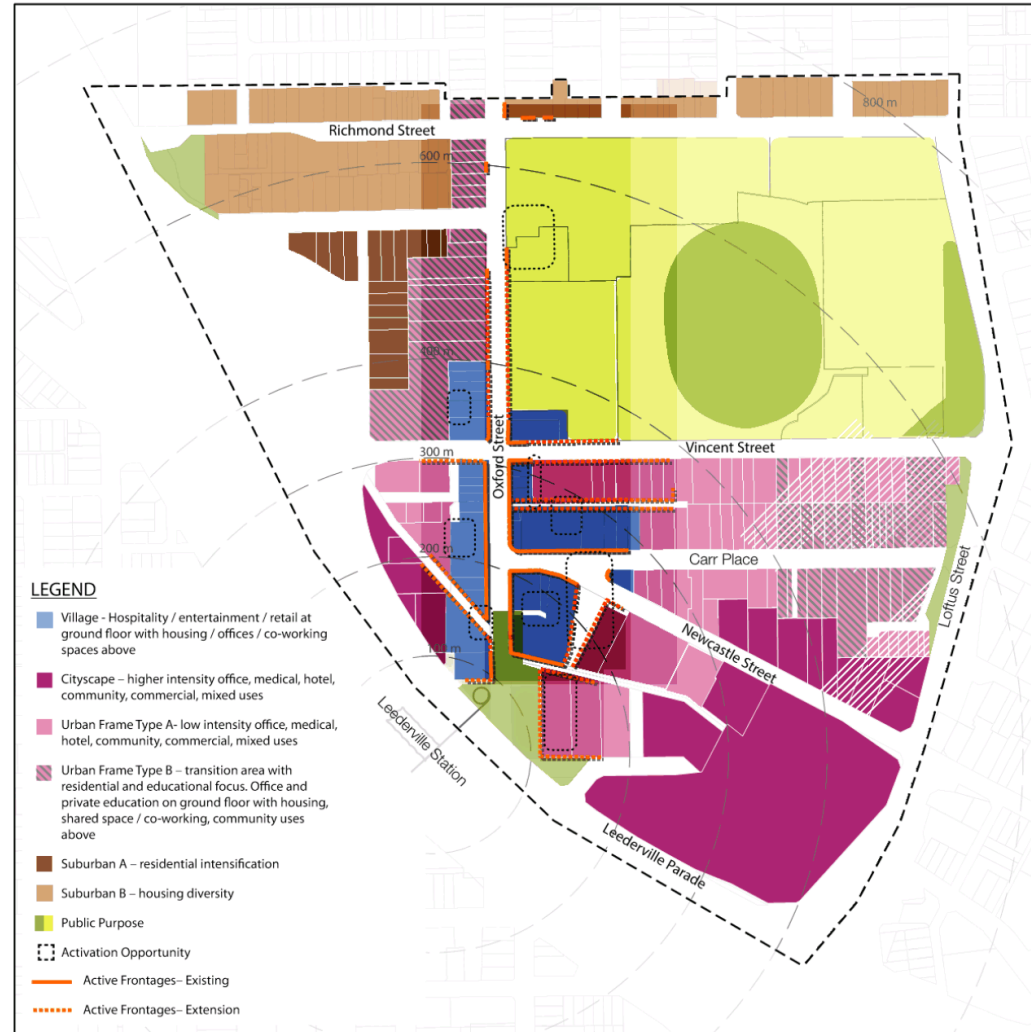 800 m
Richmond Street
600 m
400 m
Oxford Street
Vincent Street
300 m
Carr Place
200 m
Loftus Street
Newcastle Street
100 m
Leederville Station
Leederville Parade
LEGEND
Village - Hospitality / entertainment / retail at
ground floor with housing / offices / co-working
spaces above
Cityscape – higher intensity office, medical, hotel,
community, commercial, mixed uses
Urban Frame Type A- low intensity office, medical,
hotel, community, commercial, mixed uses
Urban Frame Type B – transition area with
residential and educational focus. Office and
private education on ground floor with housing,
shared space / co-working, community uses
above
Suburban A – residential intensification
Suburban B – housing diversity
Public Purpose
Activation Opportunity
Active Frontages– Existing
Active Frontages– Extension